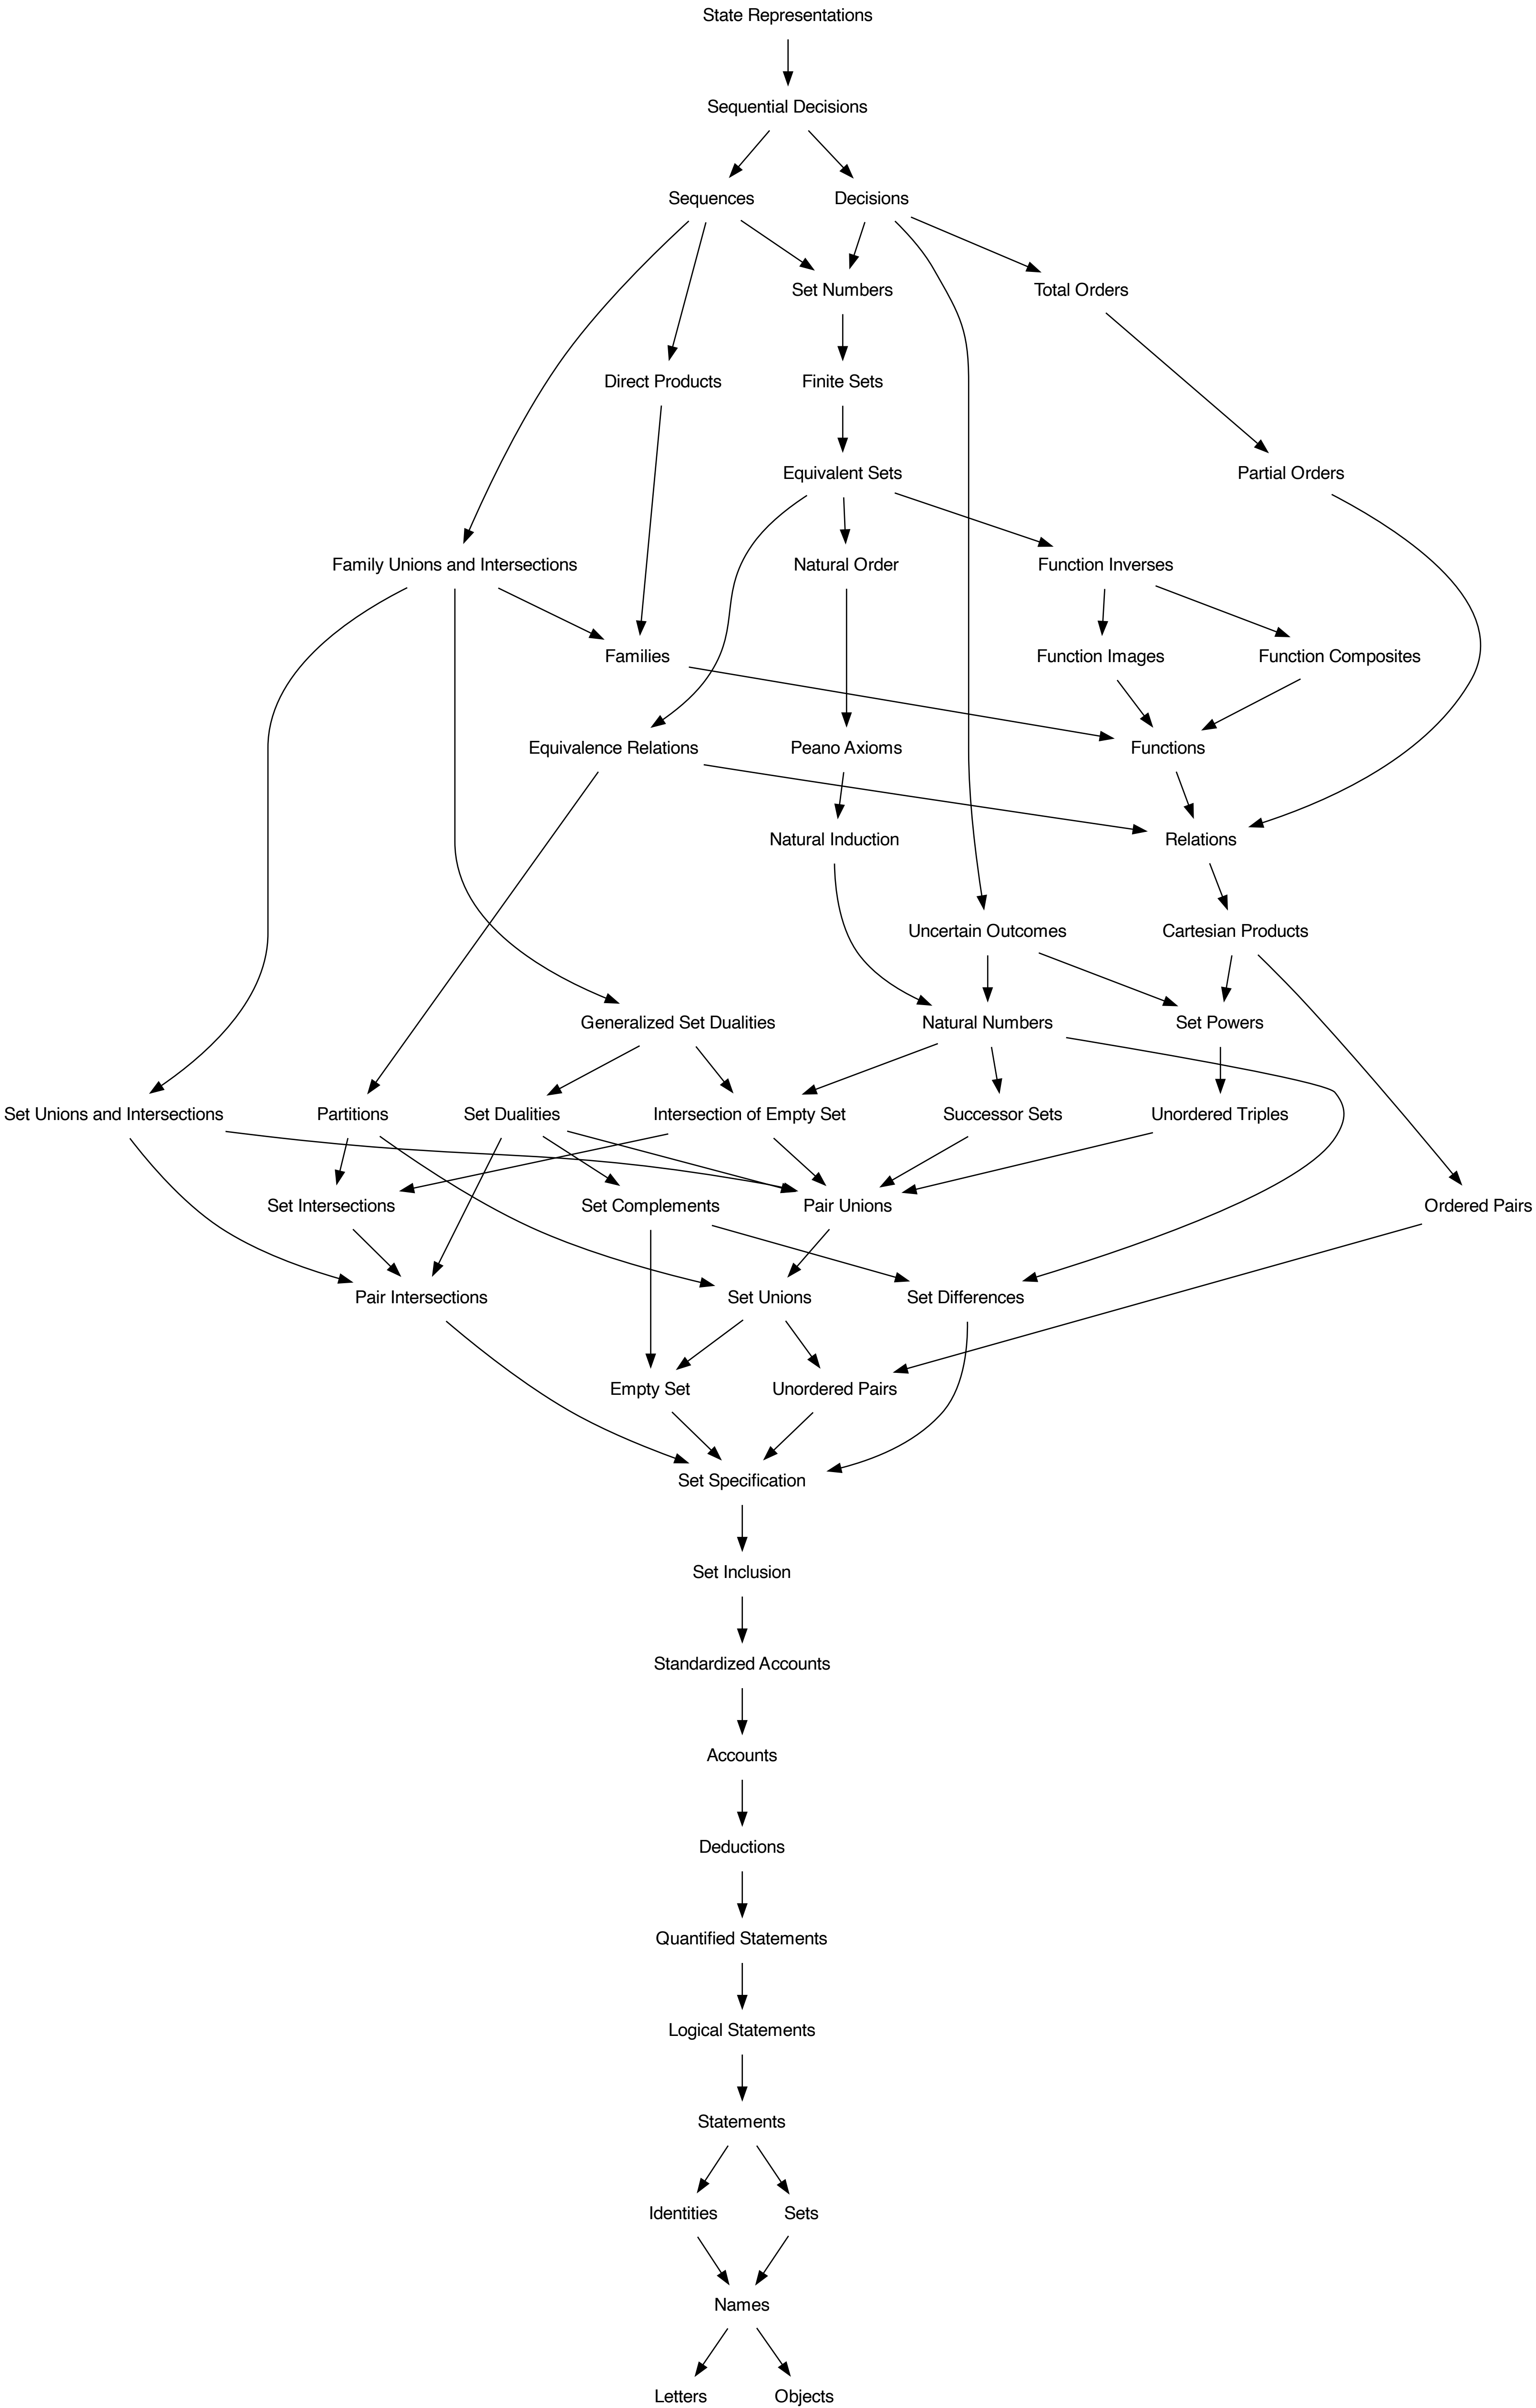 State Representations
Sequential Decisions
Sequences
Decisions
Set Numbers
Total Orders
Direct Products
Finite Sets
Equivalent Sets
Partial Orders
Family Unions and Intersections
Natural Order
Function Inverses
Families
Function Images
Function Composites
Equivalence Relations
Peano Axioms
Functions
Natural Induction
Relations
Uncertain Outcomes
Cartesian Products
Generalized Set Dualities
Natural Numbers
Set Powers
Set Unions and Intersections
Partitions
Set Dualities
Intersection of Empty Set
Successor Sets
Unordered Triples
Set Intersections
Set Complements
Pair Unions
Ordered Pairs
Pair Intersections
Set Unions
Set Differences
Empty Set
Unordered Pairs
Set Specification
Set Inclusion
Standardized Accounts
Accounts
Deductions
Quantified Statements
Logical Statements
Statements
Identities
Sets
Names
Letters
Objects